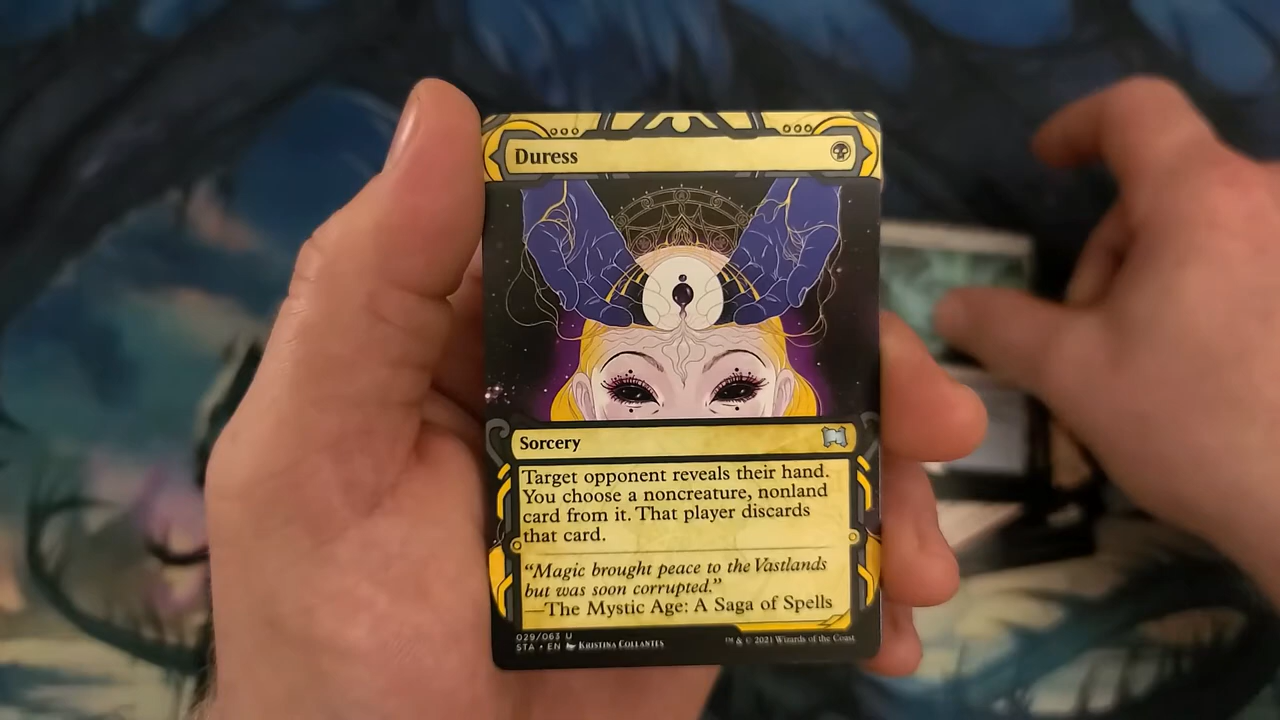 Duress
Sorcery
Target opponent reveals their hand.
You choose a noncreature, nonland
card from it. That player discards
that card.
“Magic brought peace to the Vastlands
but was soon corrupted.”
—The Mystic Age: A Saga of Spells
029/063 U
STA • EN KRISTINA COLLANTES
™ & © 2021 Wizards of the Coast